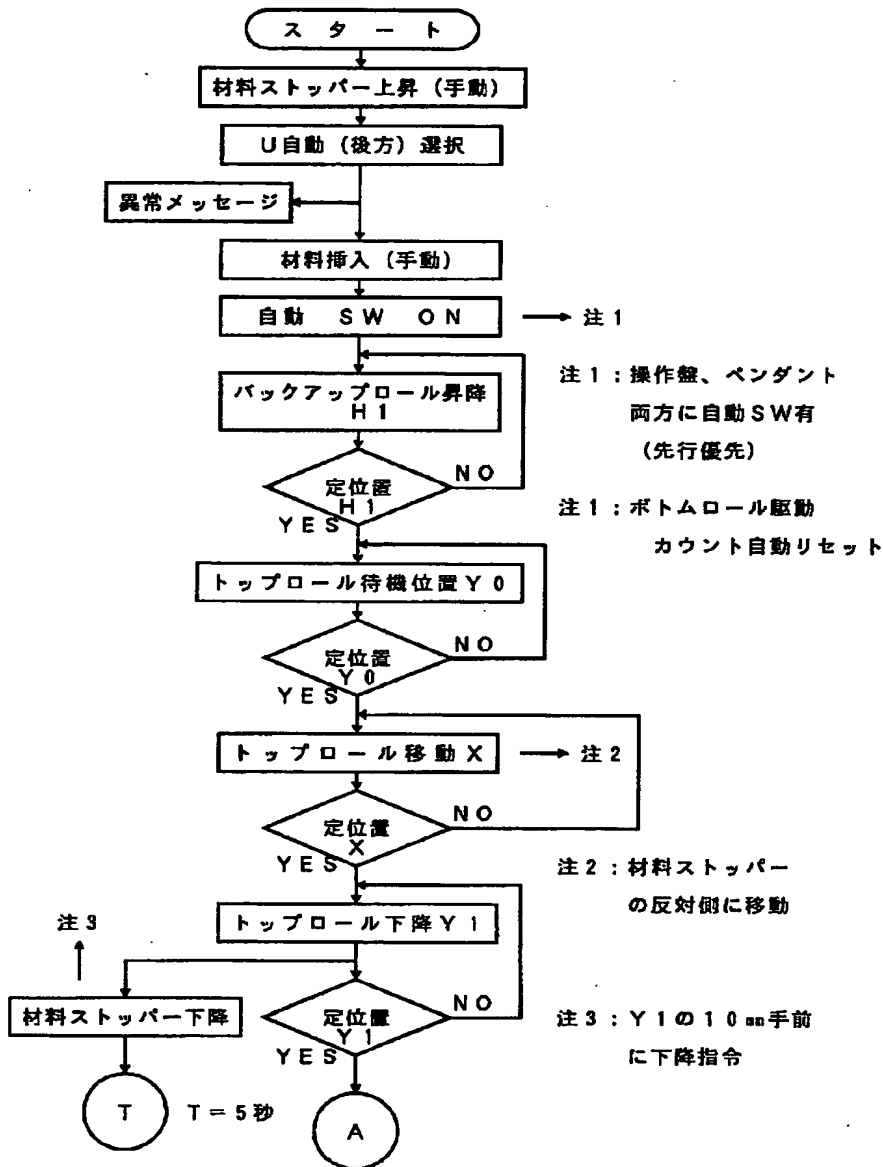 スタート
材料ストッパー上昇（手動）
U自動（後方）選択
異常メッセージ
材料挿入（手動）
自動 SW ON
注1
バックアップロール昇降
H1
注1：操作盤、ペンダント
両方に自動SW有
（先行優先）
定位置
H1
NO
YES
注1：ボトムロール駆動
カウント自動リセット
トップロール待機位置Y0
定位置
Y0
NO
YES
トップロール移動X
注2
定位置
X
NO
YES
注2：材料ストッパー
の反対側に移動
トップロール下降Y1
注3
材料ストッパー下降
定位置
Y1
NO
YES
注3：Y1の10㎜手前
に下降指令
T
T＝5秒
A